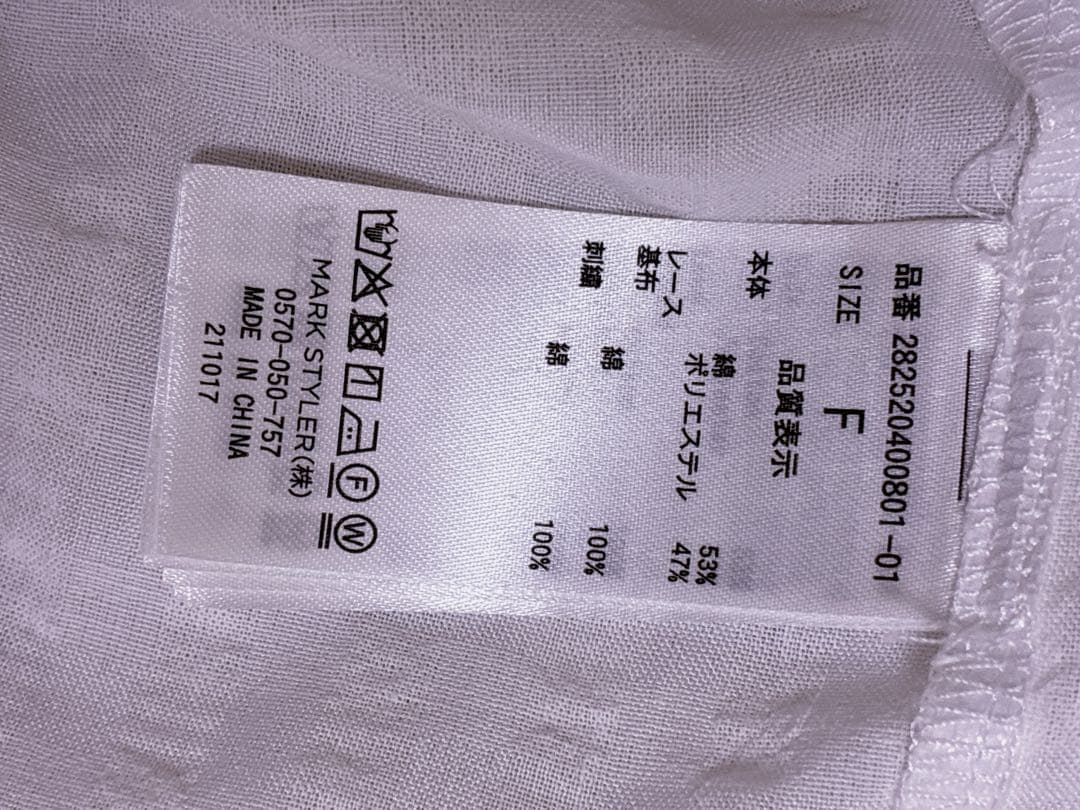 品番 282520400801-01
SIZE F
品質表示
本体
綿 53%
ポリエステル 47%
レース
基布
綿 100%
刺繍
綿 100%
F W
MARK STYLER(株)
0570-050-757
MADE IN CHINA
211017